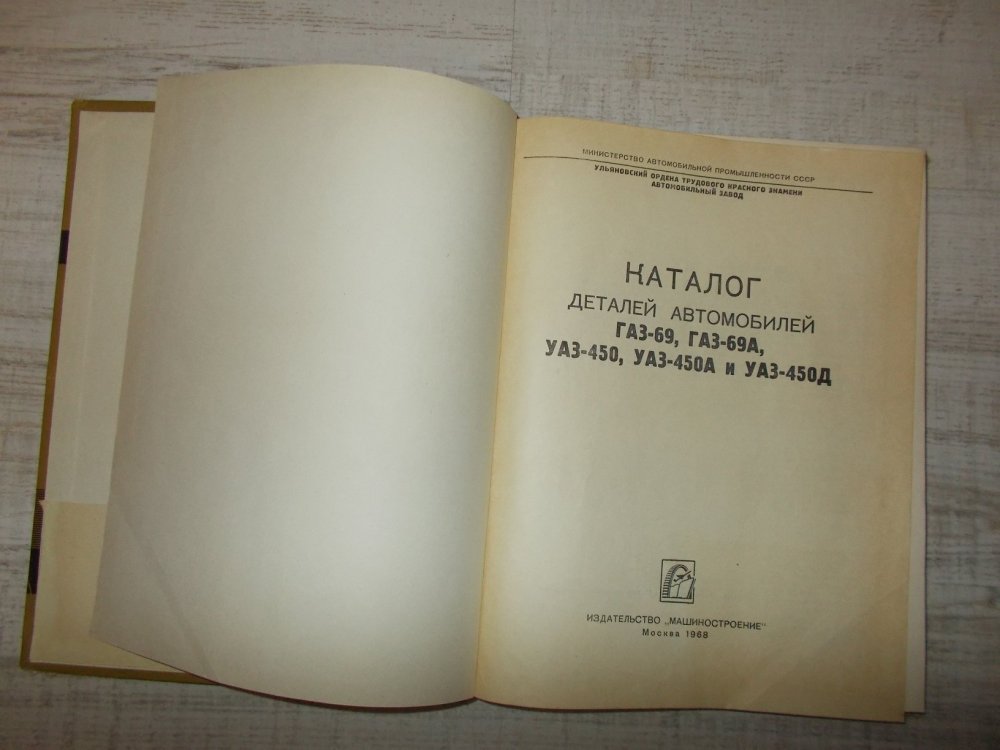 МИНИСТЕРСТВО АВТОМОБИЛЬНОЙ ПРОМЫШЛЕННОСТИ СССР
УЛЬЯНОВСКИЙ ОРДЕНА ТРУДОВОГО КРАСНОГО ЗНАМЕНИ
АВТОМОБИЛЬНЫЙ ЗАВОД
КАТАЛОГ
ДЕТАЛЕЙ АВТОМОБИЛЕЙ
ГАЗ-69, ГАЗ-69А,
УАЗ-450, УАЗ-450А и УАЗ-450Д
ИЗДАТЕЛЬСТВО „МАШИНОСТРОЕНИЕ"
Москва 1968